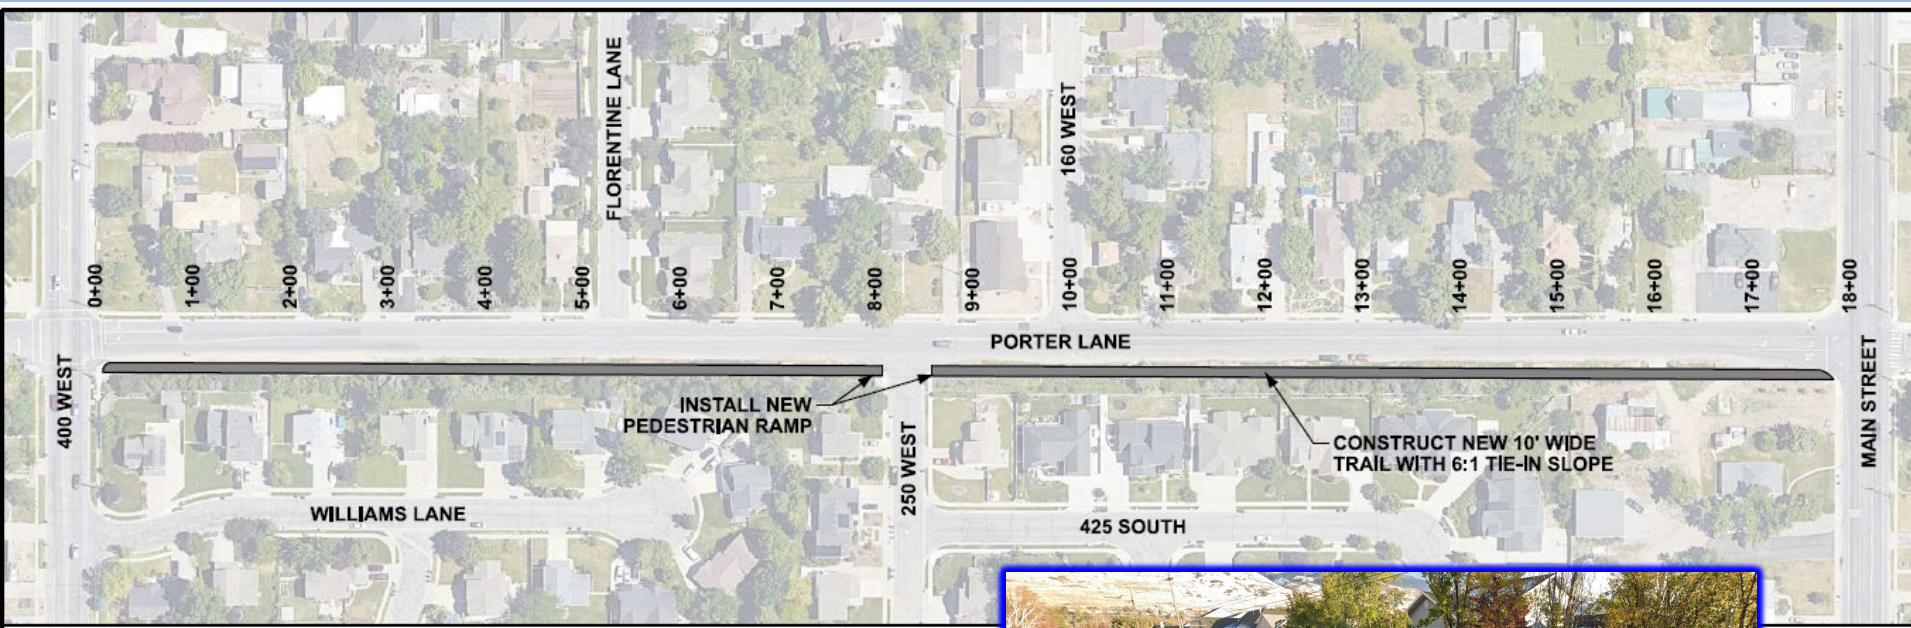 FLORENTINE LANE
160 WEST
0+00
1+00
2+00
3+00
4+00
5+00
6+00
7+00
8+00
9+00
10+00
11+00
12+00
13+00
14+00
15+00
16+00
17+00
18+00
PORTER LANE
400 WEST
INSTALL NEW
PEDESTRIAN RAMP
250 WEST
CONSTRUCT NEW 10' WIDE
TRAIL WITH 6:1 TIE-IN SLOPE
MAIN STREET
WILLIAMS LANE
425 SOUTH